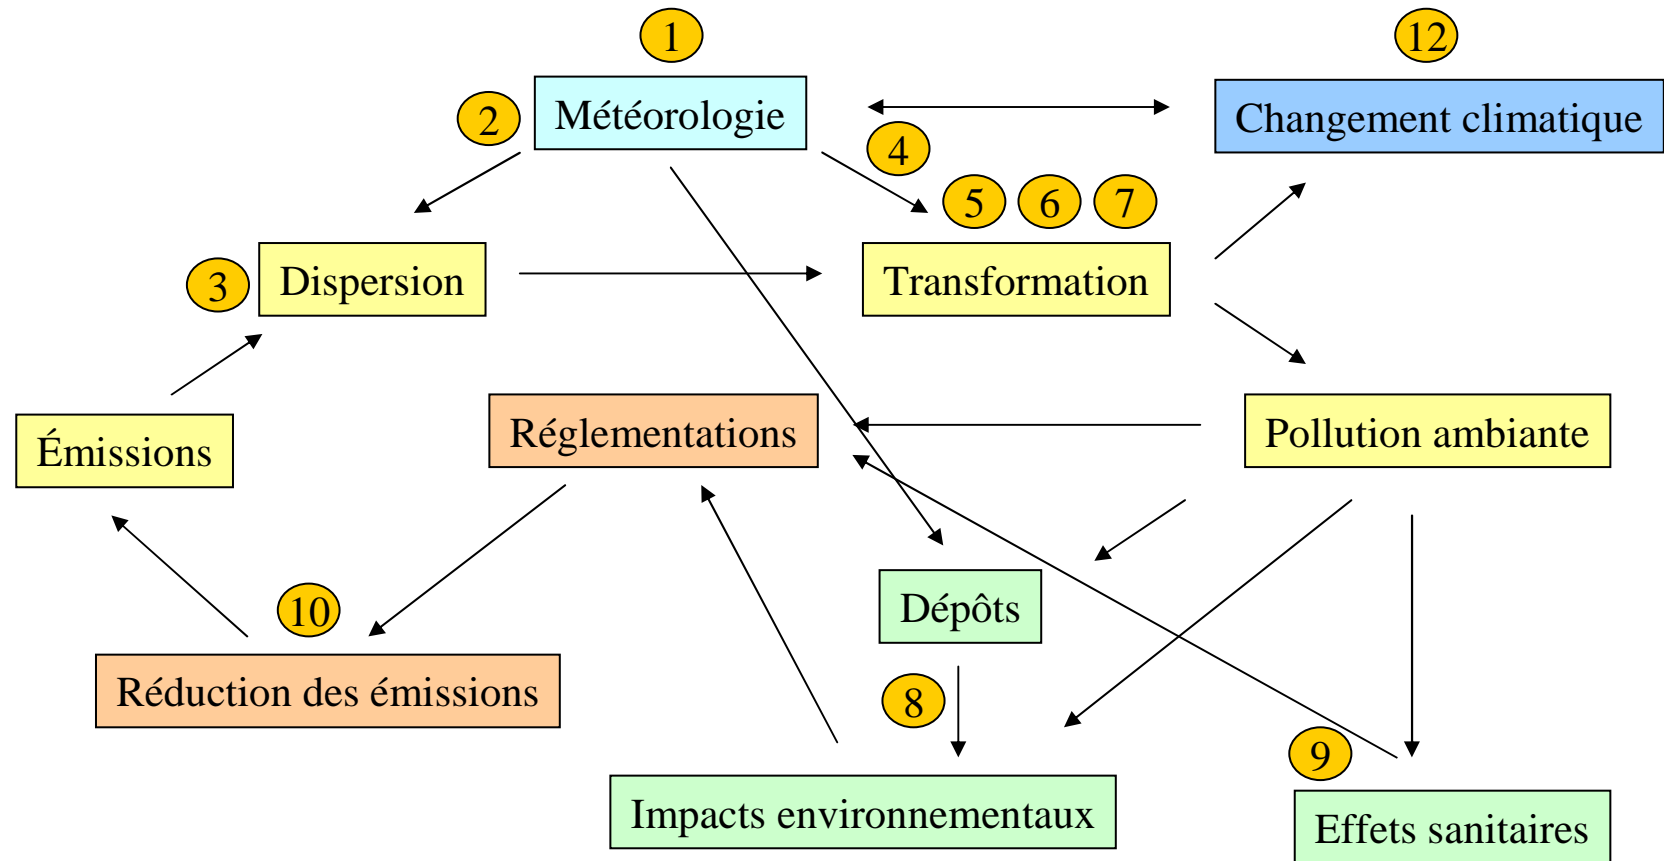 1
12
2
Météorologie
Changement climatique
4
5 6 7
3
Dispersion
Transformation
Émissions
Réglementations
Pollution ambiante
Dépôts
10
Réduction des émissions
8
9
Impacts environnementaux
Effets sanitaires